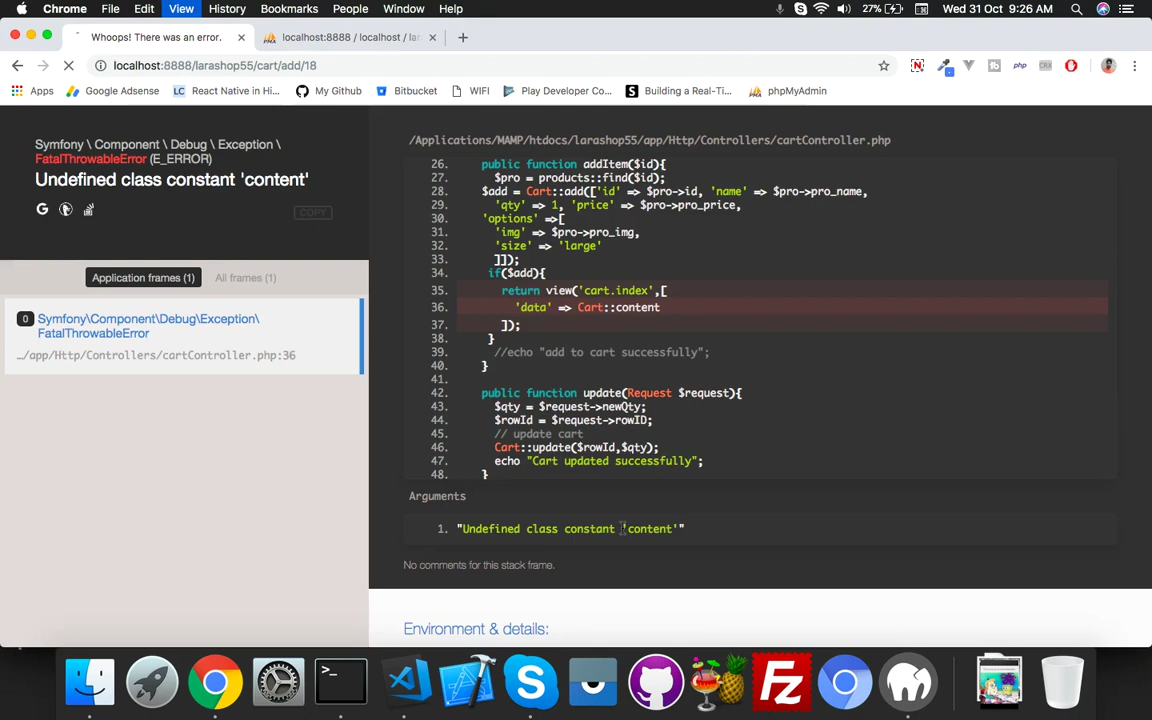 Chrome File Edit View History Bookmarks People Window Help 27% Wed 31 Oct 9:26 AM
Whoops! There was an error. localhost:8888 / localhost / lar
localhost:8888/larashop55/cart/add/18
Apps Google Adsense LC React Native in Hi... My Github Bitbucket WIFI Play Developer Co... S Building a Real-Ti... phpMyAdmin
Symfony \ Component \ Debug \ Exception \
FatalThrowableError (E_ERROR)
Undefined class constant 'content'
COPY
Application frames (1) All frames (1)
0 Symfony\Component\Debug\Exception\
FatalThrowableError
.../app/Http/Controllers/cartController.php:36
/Applications/MAMP/htdocs/larashop55/app/Http/Controllers/cartController.php
26. public function addItem($id){
27. $pro = products::find($id);
28. $add = Cart::add(['id' => $pro->id, 'name' => $pro->pro_name,
29. 'qty' => 1, 'price' => $pro->pro_price,
30. 'options' =>[
31. 'img' => $pro->pro_img,
32. 'size' => 'large'
33. ]]);
34. if($add){
35. return view('cart.index',[
36. 'data' => Cart::content
37. ]);
38. }
39. //echo "add to cart successfully";
40. }
41.
42. public function update(Request $request){
43. $qty = $request->newQty;
44. $rowId = $request->rowID;
45. // update cart
46. Cart::update($rowId,$qty);
47. echo "Cart updated successfully";
48. }
Arguments
1. "Undefined class constant 'content'"
No comments for this stack frame.
Environment & details: